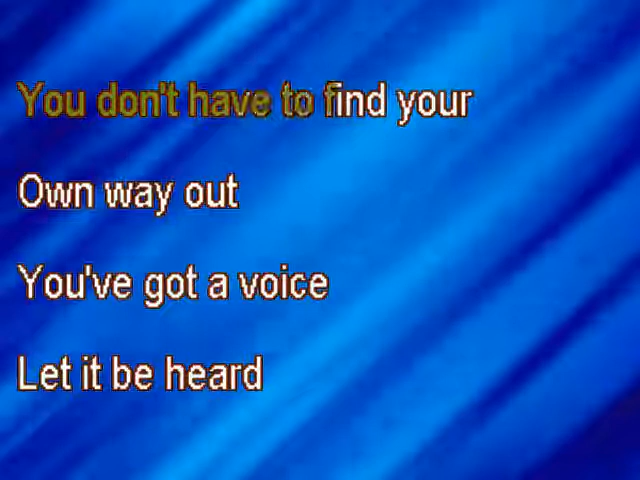 You don't have to find your
Own way out
You've got a voice
Let it be heard